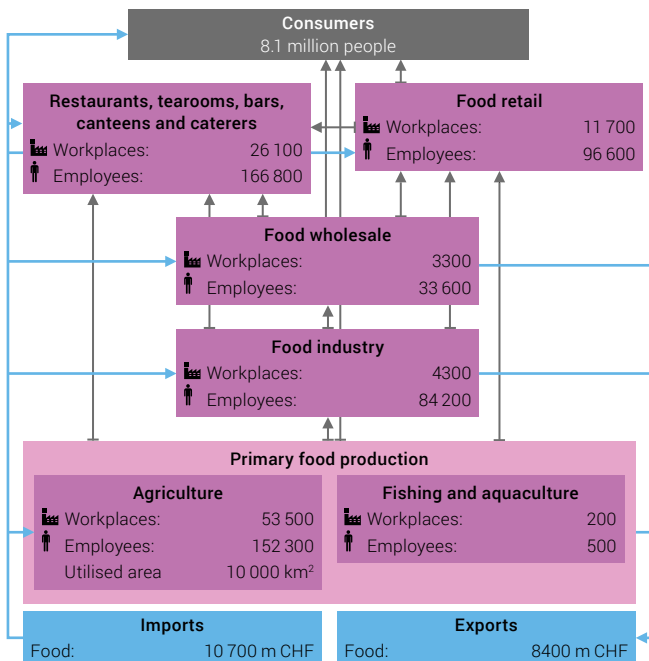 Consumers
8.1 million people
Restaurants, tearooms, bars,
canteens and caterers
Workplaces: 26 100
Employees: 166 800
Food retail
Workplaces: 11 700
Employees: 96 600
Food wholesale
Workplaces: 3300
Employees: 33 600
Food industry
Workplaces: 4300
Employees: 84 200
Primary food production
Agriculture
Workplaces: 53 500
Employees: 152 300
Utilised area 10 000 km²
Fishing and aquaculture
Workplaces: 200
Employees: 500
Imports
Food: 10 700 m CHF
Exports
Food: 8400 m CHF